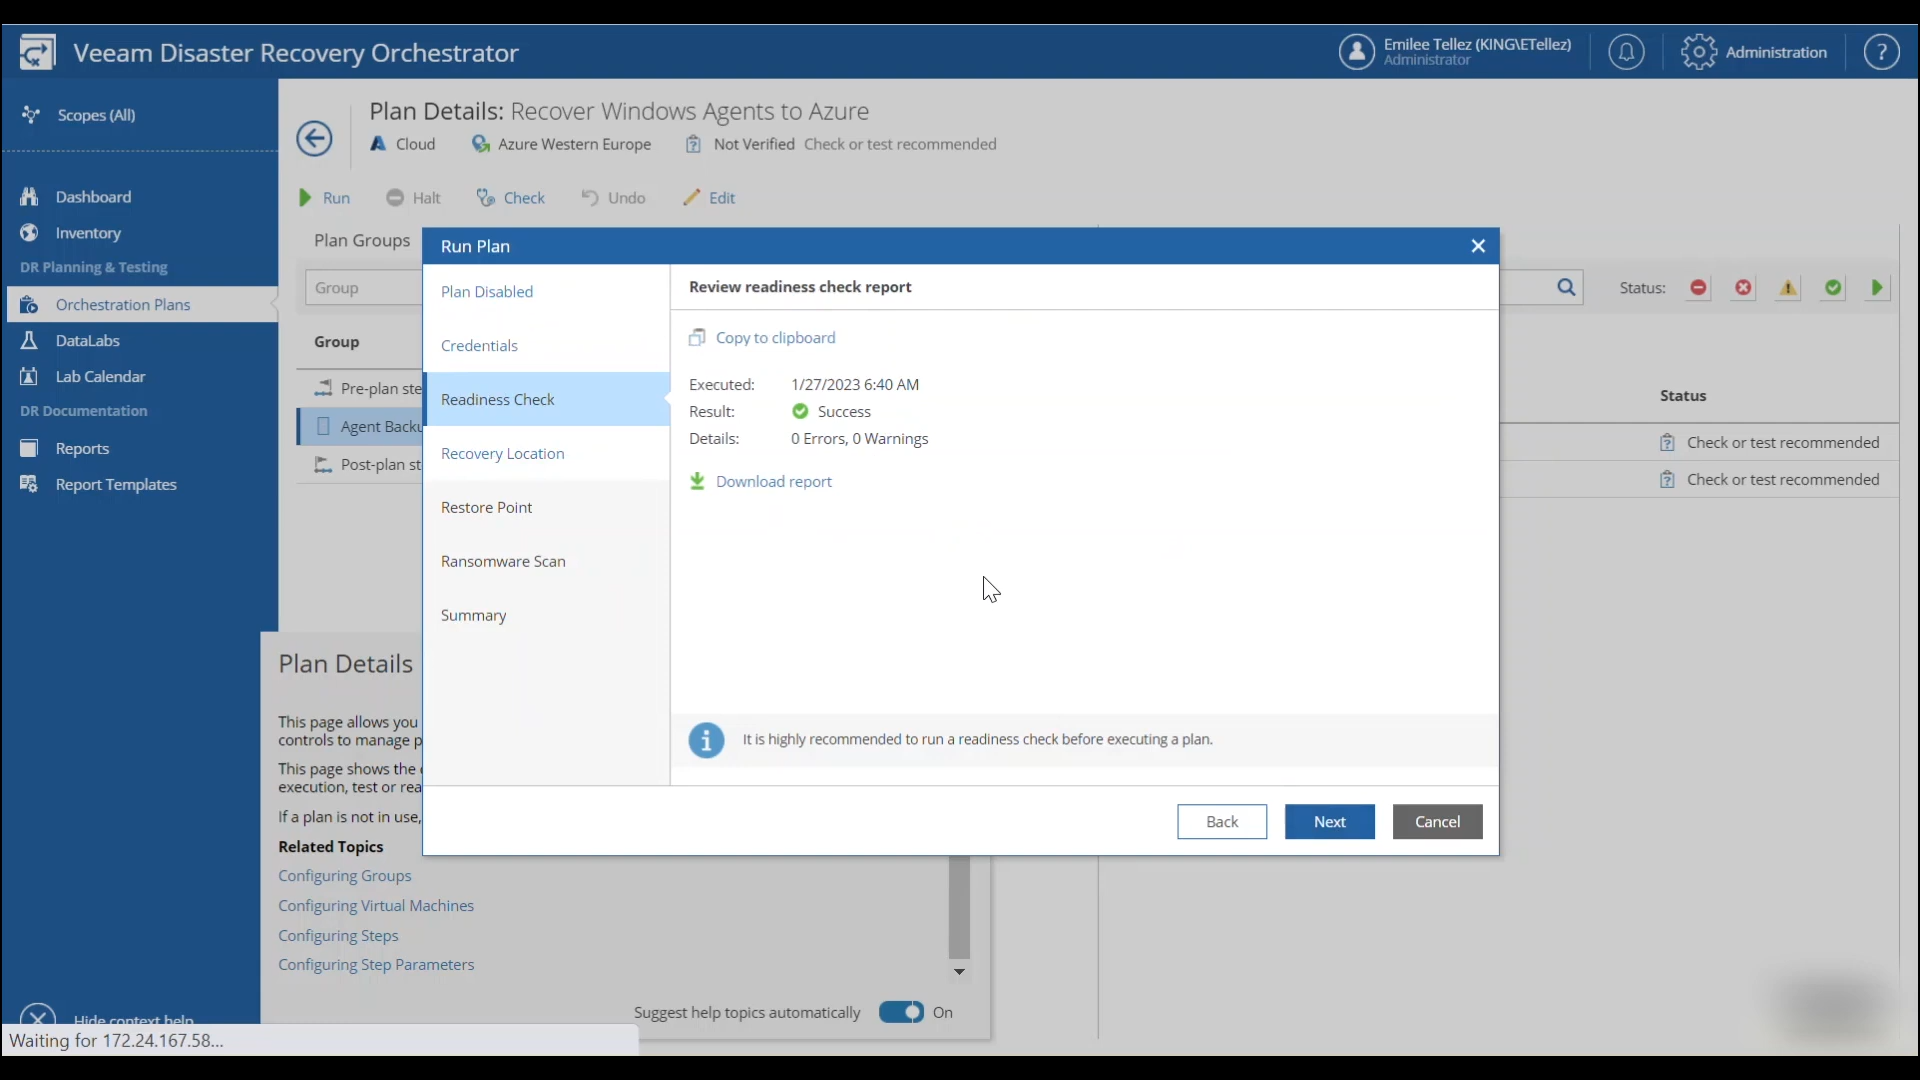 Veeam Disaster Recovery Orchestrator
Emilee Tellez (KING\ETellez)
Administrator
Administration
?
Scopes (All)
Dashboard
Inventory
DR Planning & Testing
Orchestration Plans
DataLabs
Lab Calendar
DR Documentation
Reports
Report Templates
Hide context help
Waiting for 172.24.167.58...
Plan Details: Recover Windows Agents to Azure
Cloud
Azure Western Europe
Not Verified Check or test recommended
Run
Halt
Check
Undo
Edit
Plan Groups
Group
Group
Pre-plan ste
Agent Backu
Post-plan st
Status:
Status
Check or test recommended
Check or test recommended
Run Plan
Plan Disabled
Credentials
Readiness Check
Recovery Location
Restore Point
Ransomware Scan
Summary
Review readiness check report
Copy to clipboard
Executed: 1/27/2023 6:40 AM
Result: Success
Details: 0 Errors, 0 Warnings
Download report
It is highly recommended to run a readiness check before executing a plan.
Back
Next
Cancel
Plan Details
This page allows you
controls to manage p
This page shows the
execution, test or rea
If a plan is not in use,
Related Topics
Configuring Groups
Configuring Virtual Machines
Configuring Steps
Configuring Step Parameters
Suggest help topics automatically
On